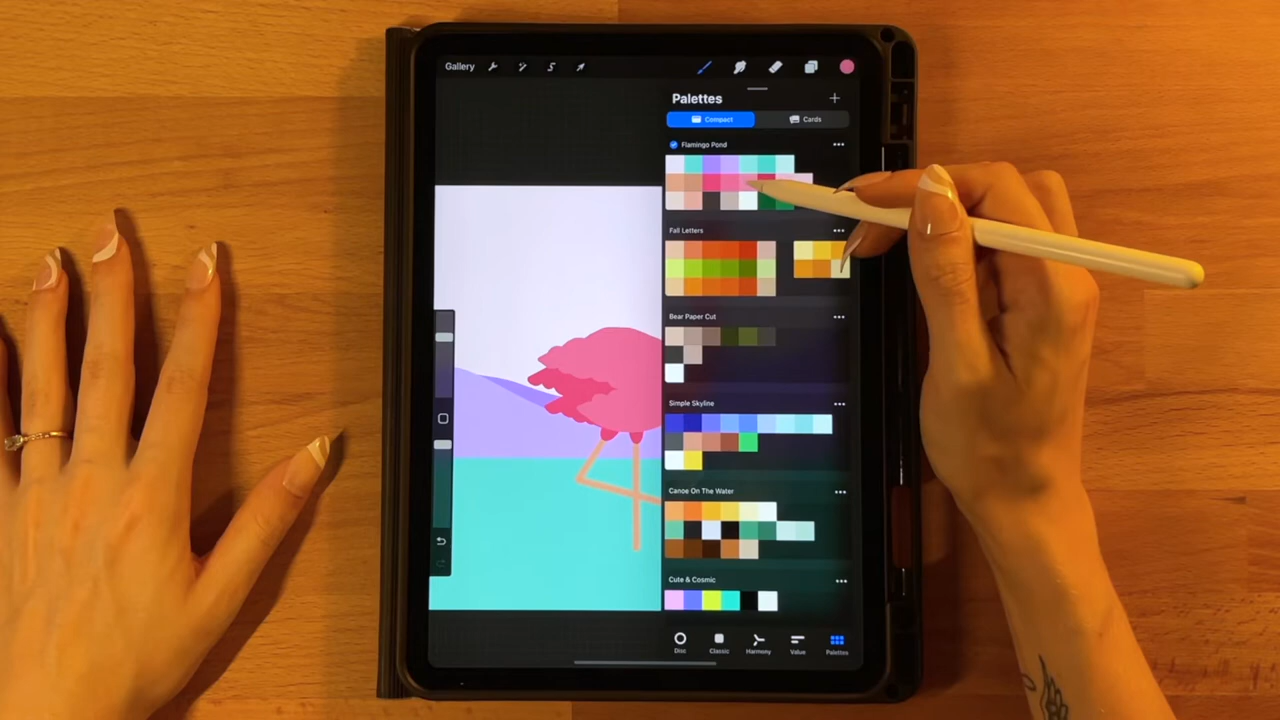 Gallery
Palettes
Compact
Cards
Flamingo Pond
Fall Letters
Bear Paper Cut
Simple Skyline
Canoe On The Water
Cute & Cosmic
Disc
Classic
Harmony
Value
Palettes